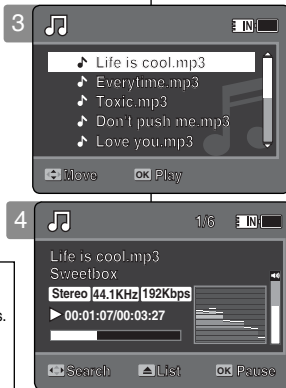 3
IN
Life is cool.mp3
Everytime.mp3
Toxic.mp3
Don't push me.mp3
Love you.mp3
Move OK Play
4
1/6 IN
Life is cool.mp3
Sweetbox
Stereo 44.1KHz 192Kbps
s.
00:01:07/00:03:27
Search List OK Pause